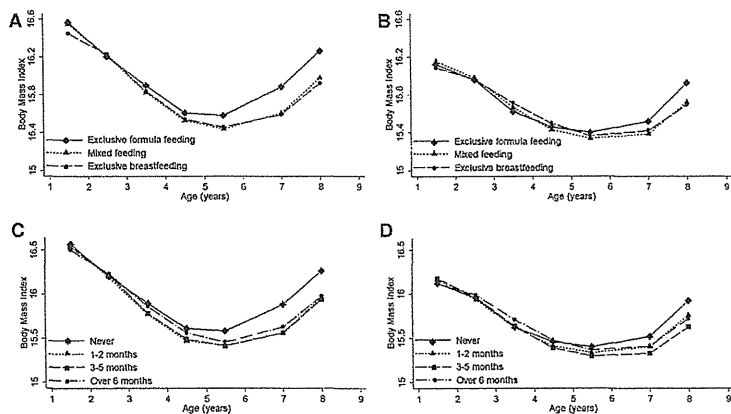 A
16.6
16.2
15.8
15.4
15
Body Mass Index
Exclusive formula feeding
Mixed feeding
Exclusive breastfeeding
1 2 3 4 5 6 7 8 9
Age (years)
B
16.6
16.2
15.8
15.4
15
Body Mass Index
Exclusive formula feeding
Mixed feeding
Exclusive breastfeeding
1 2 3 4 5 6 7 8 9
Age (years)
C
16.5
16
15.5
15
Body Mass Index
Never
1-2 months
3-5 months
Over 6 months
1 2 3 4 5 6 7 8 9
Age (years)
D
16.5
16
15.5
15
Body Mass Index
Never
1-2 months
3-5 months
Over 6 months
1 2 3 4 5 6 7 8 9
Age (years)